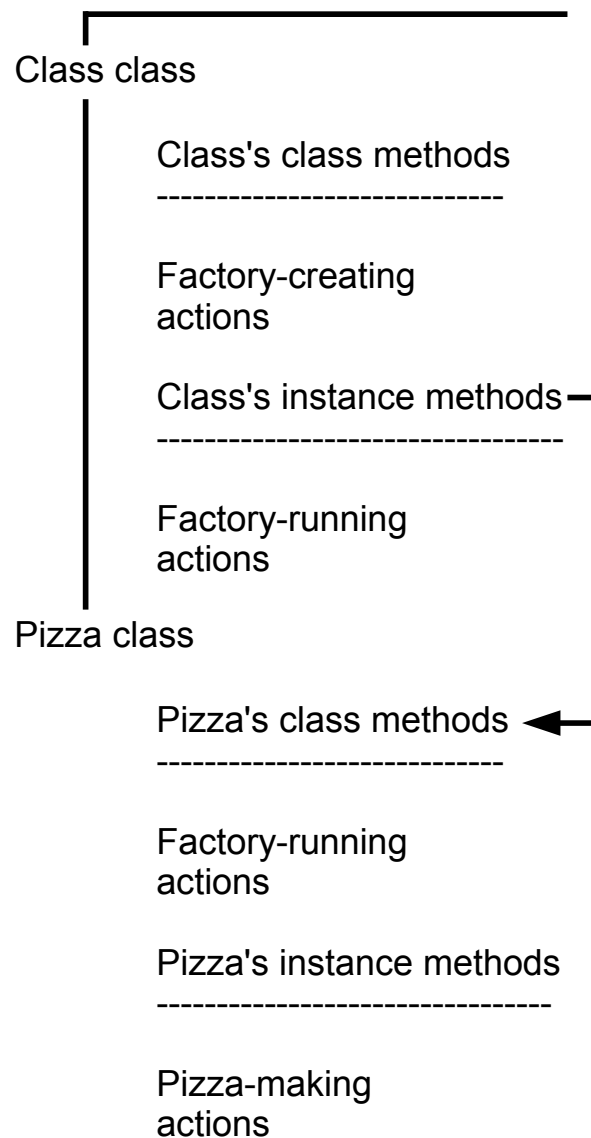 Class class
Class's class methods
-----------------------------
Factory-creating
actions
Class's instance methods
----------------------------------
Factory-running
actions
Pizza class
Pizza's class methods
-----------------------------
Factory-running
actions
Pizza's instance methods
---------------------------------
Pizza-making
actions